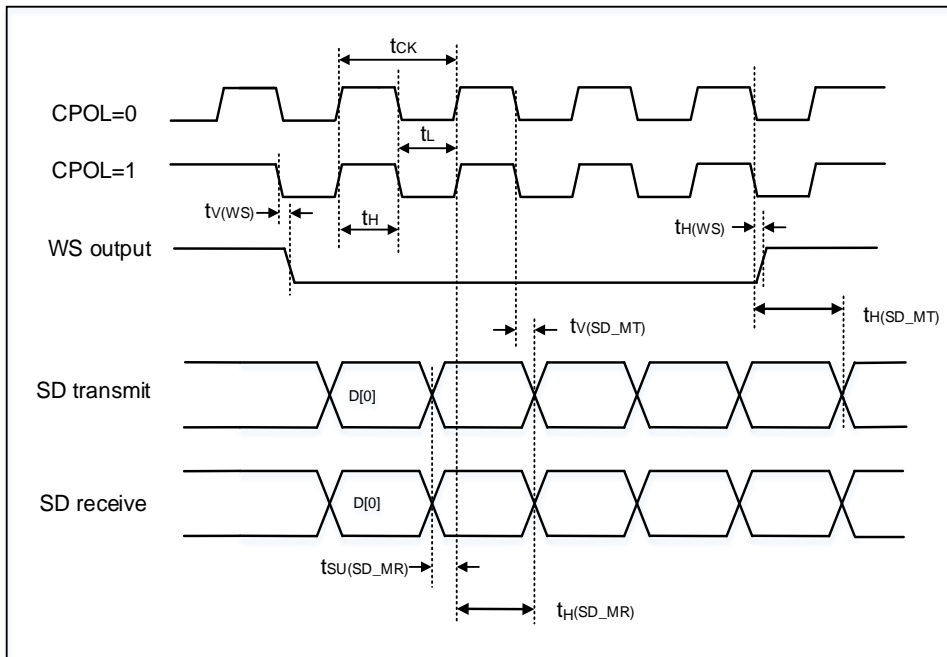 tCK
CPOL=0
tL
CPOL=1
tV(WS)
tH
tH(WS)
WS output
tV(SD_MT)
tH(SD_MT)
SD transmit
D[0]
SD receive
D[0]
tSU(SD_MR)
tH(SD_MR)